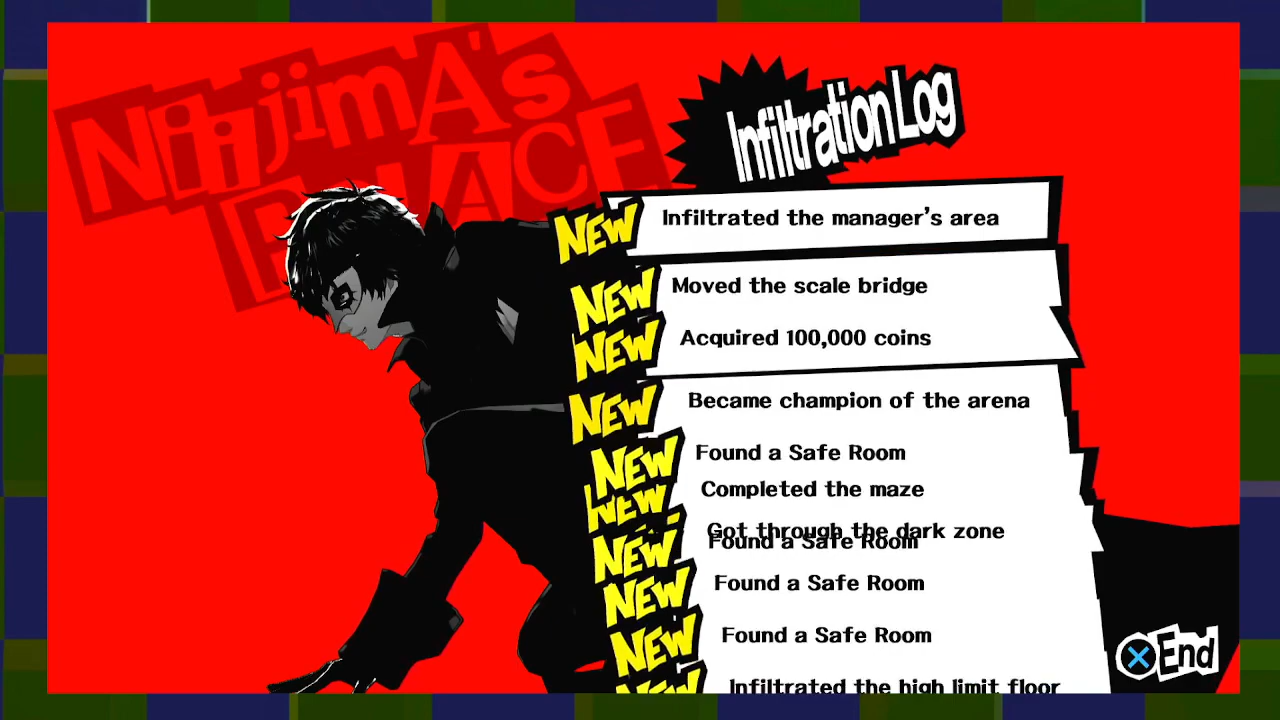 NiijimA's
PALACE
Infiltration Log
NEW Infiltrated the manager's area
NEW Moved the scale bridge
NEW Acquired 100,000 coins
NEW Became champion of the arena
NEW Found a Safe Room
NEW Completed the maze
Got through the dark zone
NEW Found a Safe Room
NEW Found a Safe Room
NEW Found a Safe Room
NEW Infiltrated the high limit floor
End